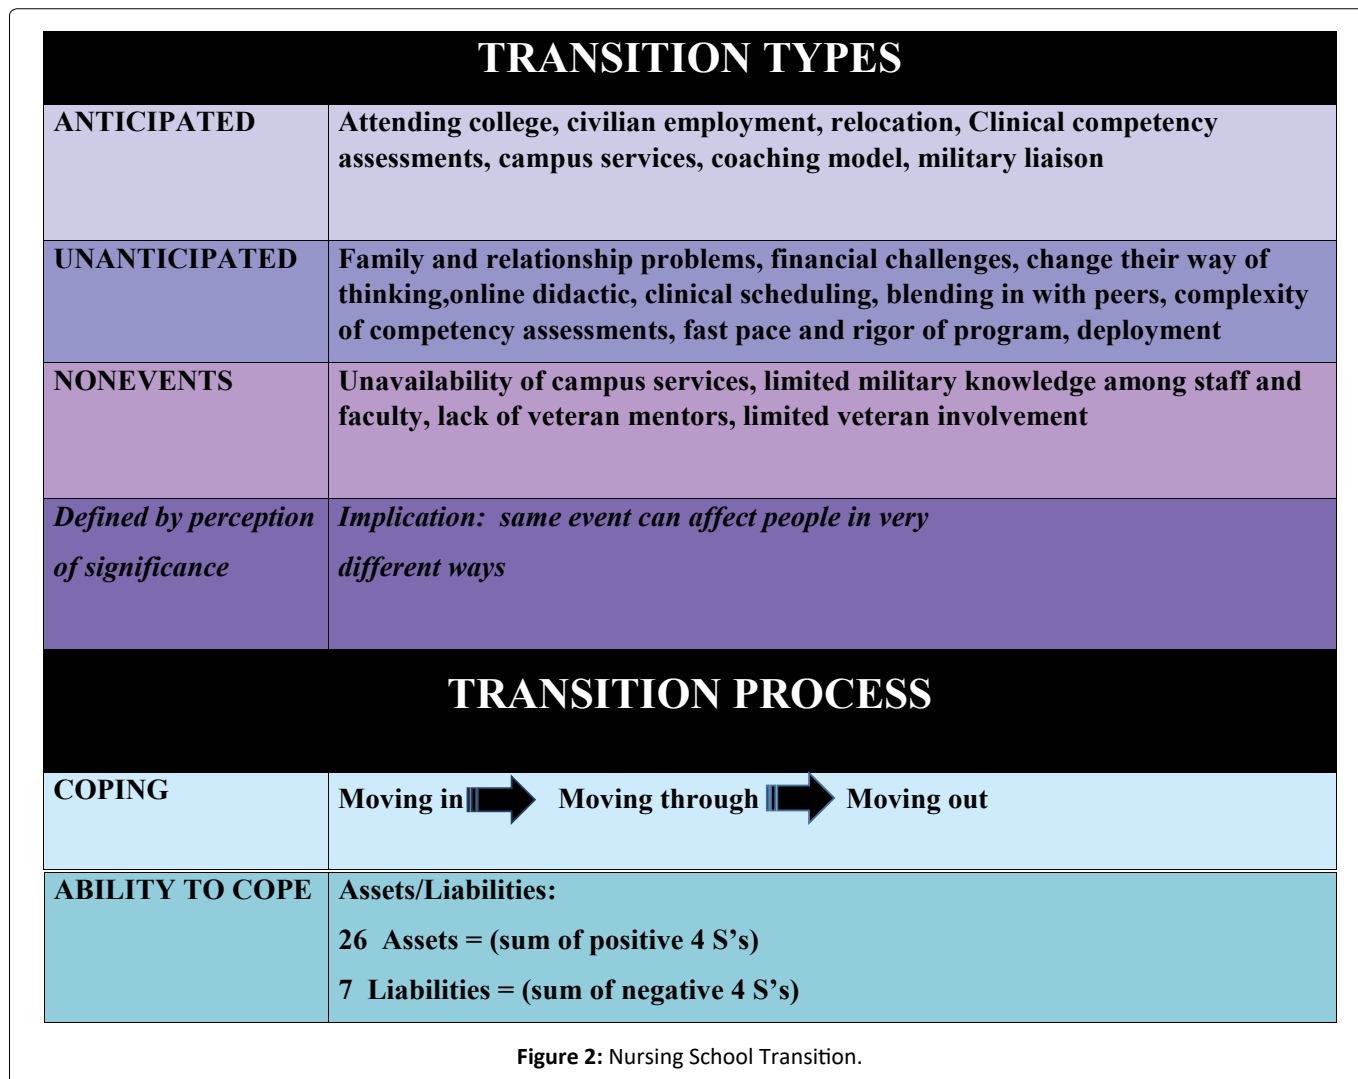 TRANSITION TYPES
ANTICIPATED
Attending college, civilian employment, relocation, Clinical competency
assessments, campus services, coaching model, military liaison
UNANTICIPATED
Family and relationship problems, financial challenges, change their way of
thinking,online didactic, clinical scheduling, blending in with peers, complexity
of competency assessments, fast pace and rigor of program, deployment
NONEVENTS
Unavailability of campus services, limited military knowledge among staff and
faculty, lack of veteran mentors, limited veteran involvement
Defined by perception
of significance
Implication:  same event can affect people in very
different ways
TRANSITION PROCESS
COPING
Moving in Moving through Moving out
ABILITY TO COPE
Assets/Liabilities:
26  Assets = (sum of positive 4 S’s)
7  Liabilities = (sum of negative 4 S’s)
Figure 2: Nursing School Transition.